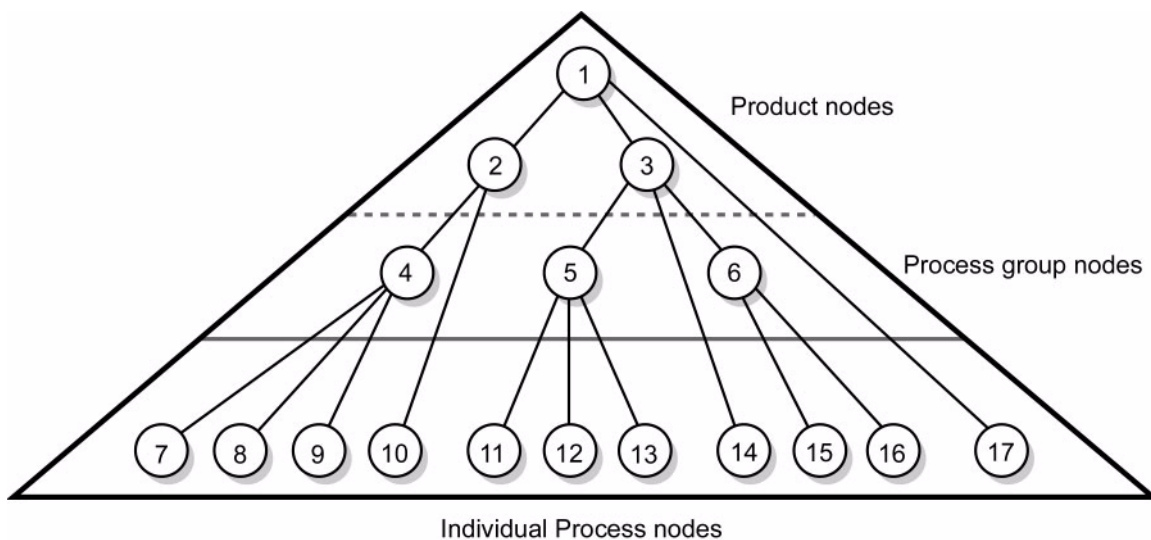 1
Product nodes
2 3
4 5 6 Process group nodes
7 8 9 10 11 12 13 14 15 16 17
Individual Process nodes